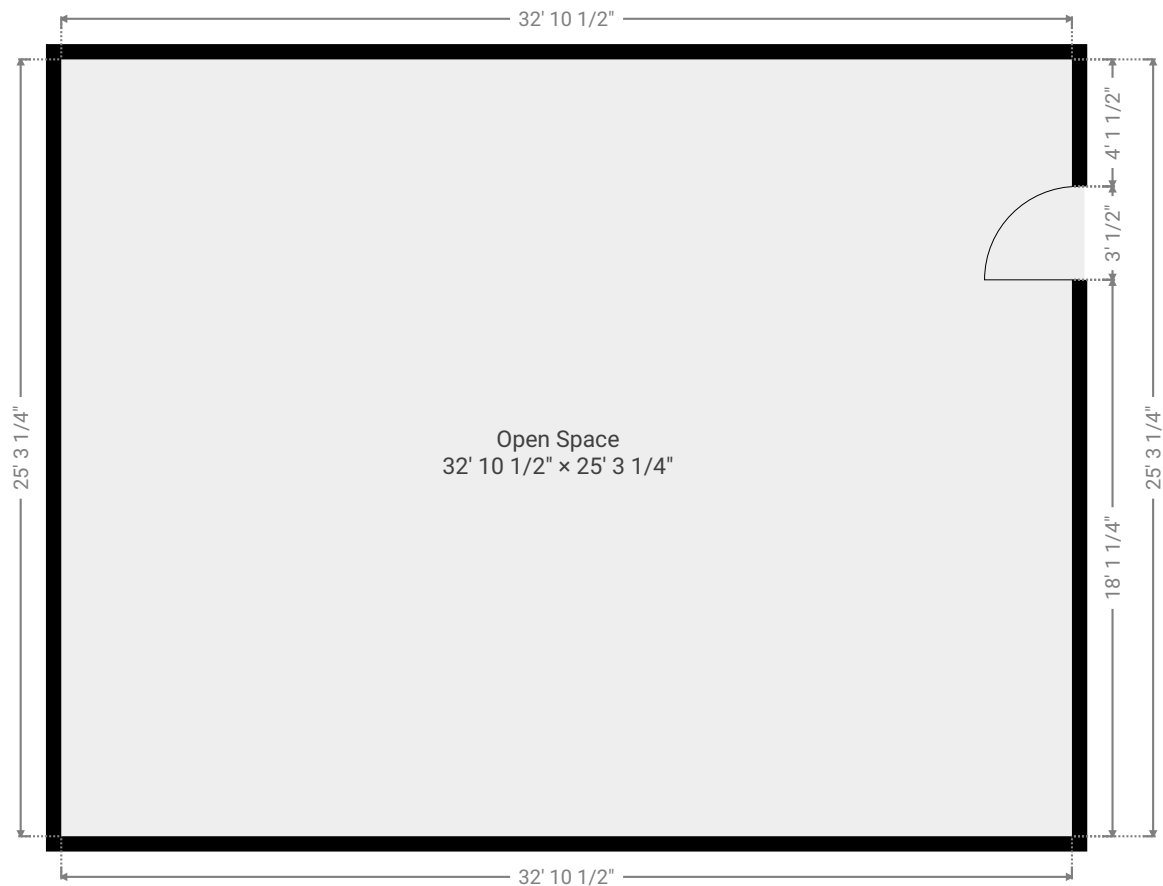 32' 10 1/2"
4' 1 1/2"
3' 1/2"
25' 3 1/4"
25' 3 1/4"
Open Space
32' 10 1/2" × 25' 3 1/4"
18' 1 1/4"
32' 10 1/2"